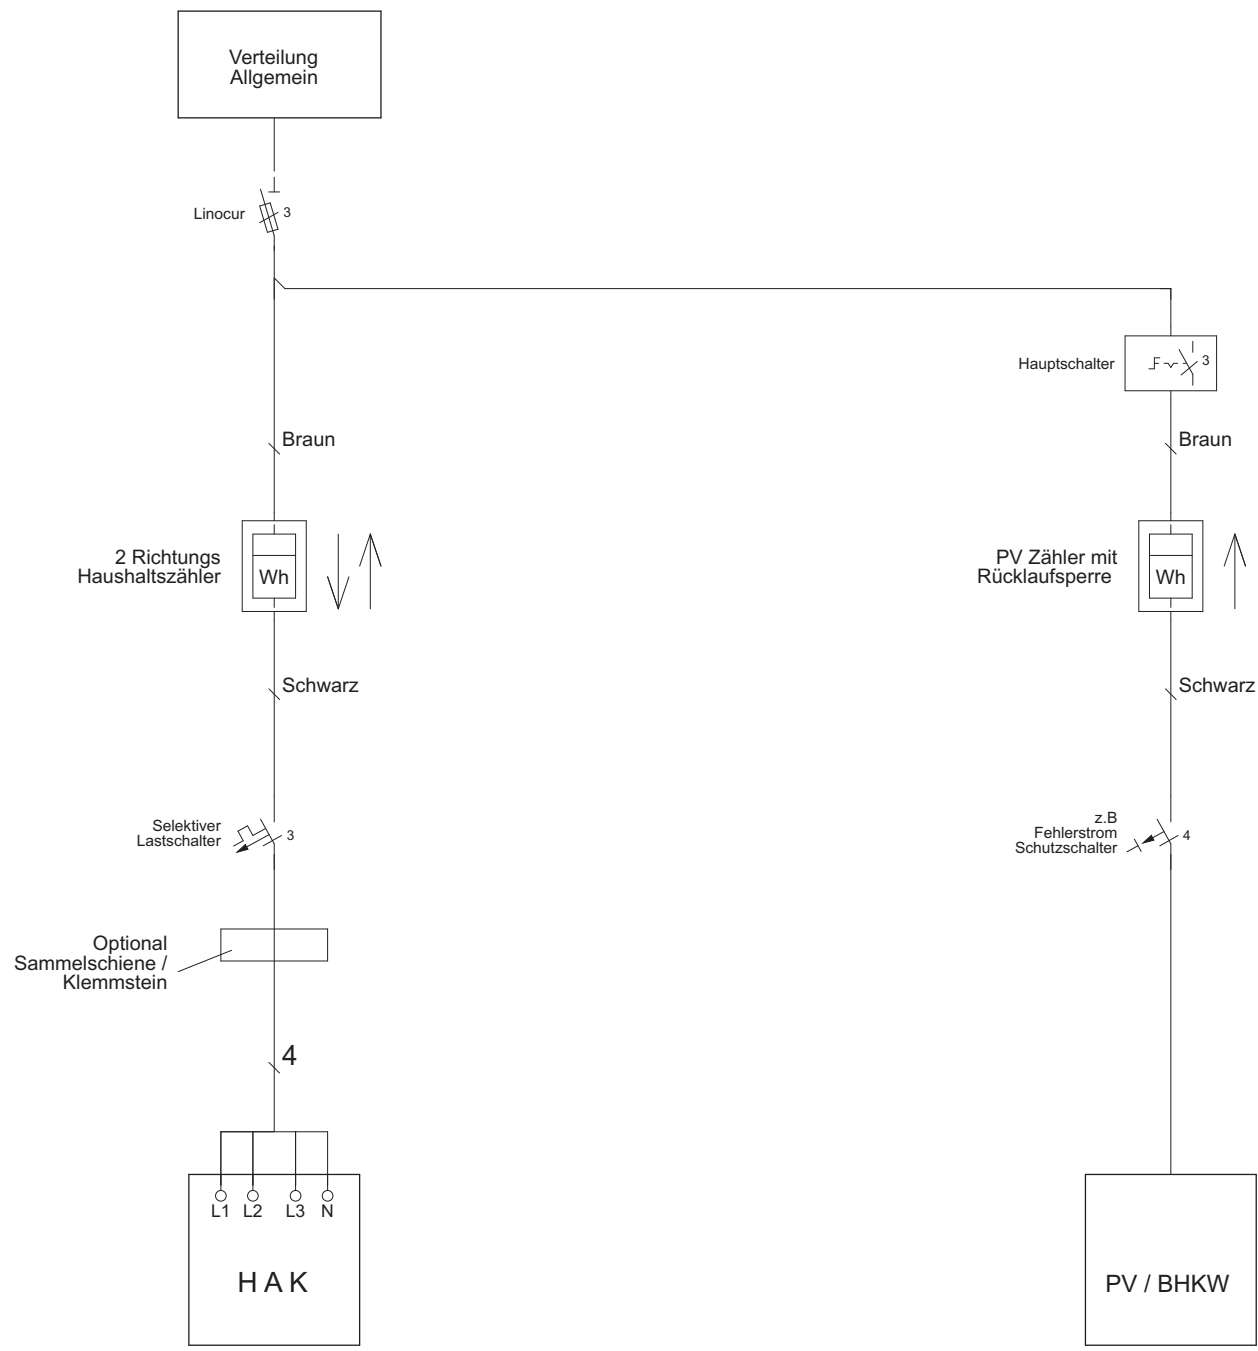 Verteilung
Allgemein
Linocur
3
Hauptschalter
3
Braun
Braun
2 Richtungs
Haushaltszähler
Wh
PV Zähler mit
Rücklaufsperre
Wh
Schwarz
Schwarz
Selektiver
Lastschalter
3
z.B
Fehlerstrom
Schutzschalter
4
Optional
Sammelschiene /
Klemmstein
4
L1 L2 L3 N
HAK
PV / BHKW